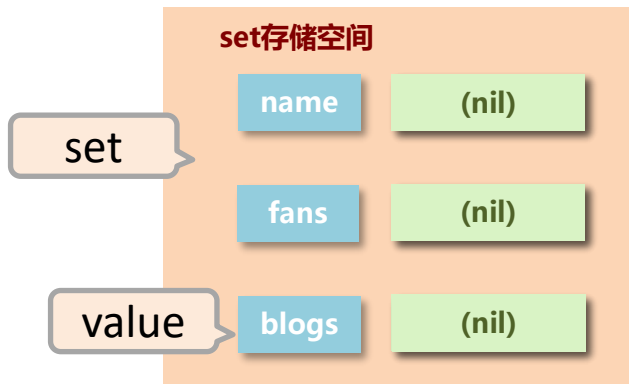 set存储空间
name (nil)
set
fans (nil)
value
blogs (nil)